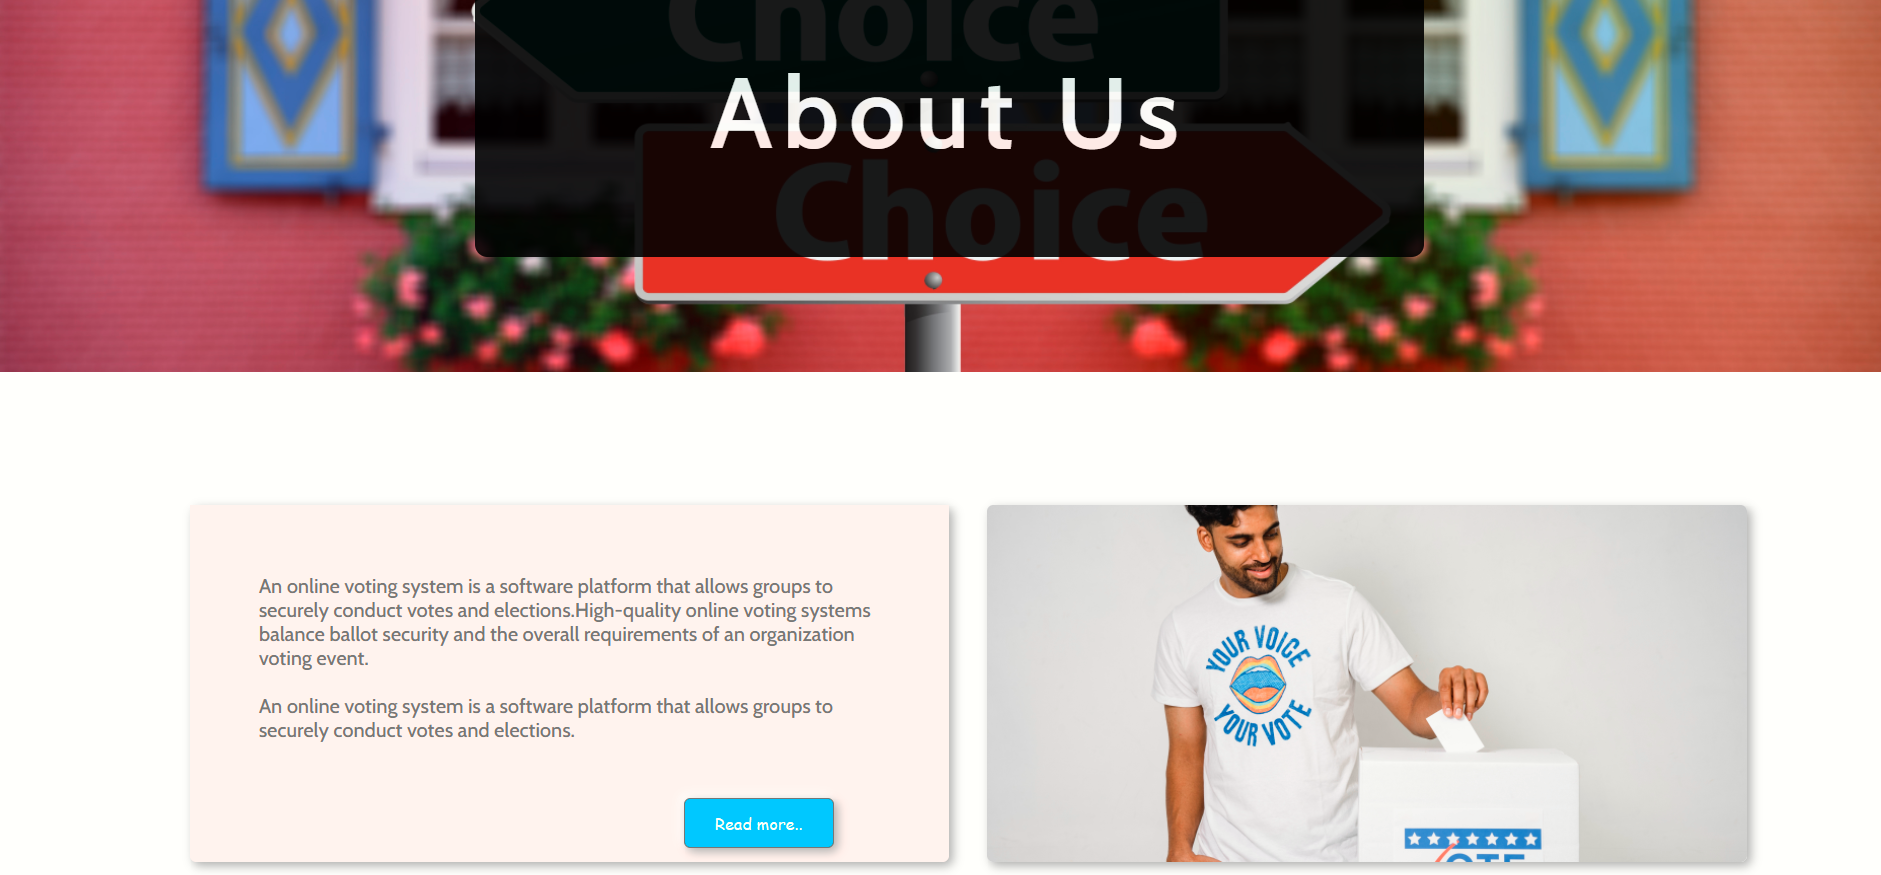 Choice
About Us
Choice
An online voting system is a software platform that allows groups to
securely conduct votes and elections.High-quality online voting systems
balance ballot security and the overall requirements of an organization
voting event.
An online voting system is a software platform that allows groups to
securely conduct votes and elections.
Read more..
YOUR VOICE
YOUR VOTE
OTE